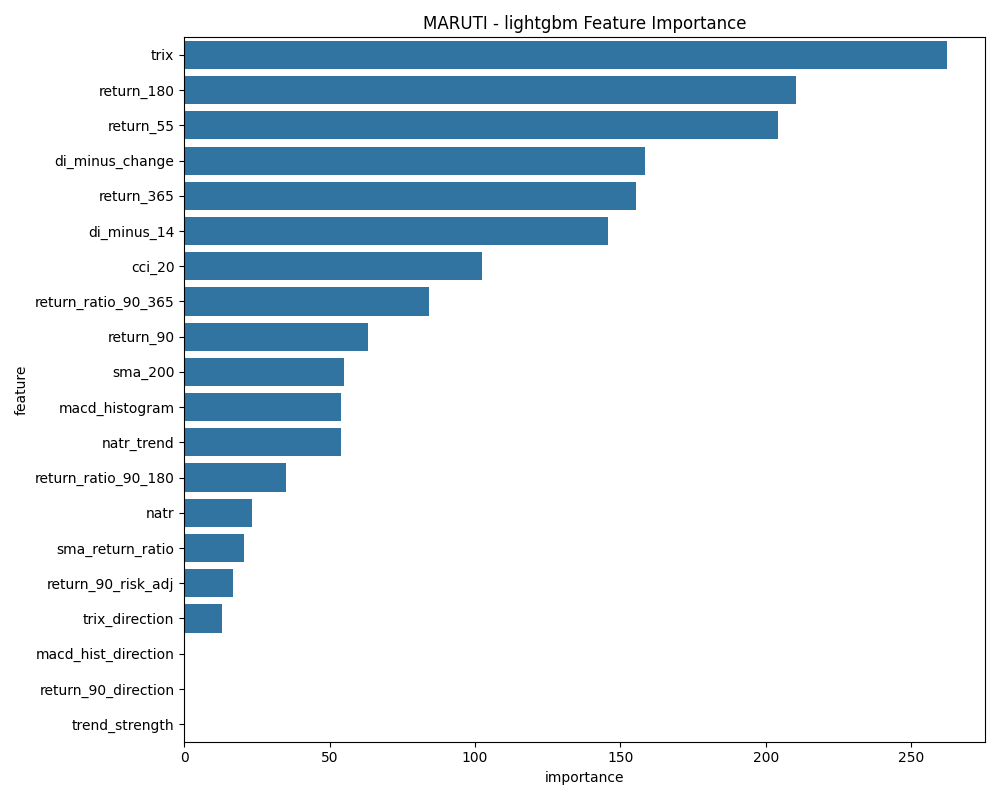 MARUTI - lightgbm Feature Importance
trix
return_180
return_55
di_minus_change
return_365
di_minus_14
cci_20
return_ratio_90_365
return_90
sma_200
macd_histogram
natr_trend
return_ratio_90_180
natr
sma_return_ratio
return_90_risk_adj
trix_direction
macd_hist_direction
return_90_direction
trend_strength
feature
0 50 100 150 200 250
importance